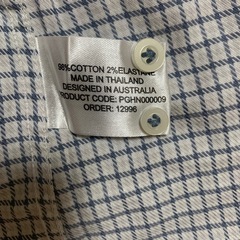 98%COTTON 2%ELASTANE
MADE IN THAILAND
DESIGNED IN AUSTRALIA
PRODUCT CODE: PGHN000009
ORDER: 12996